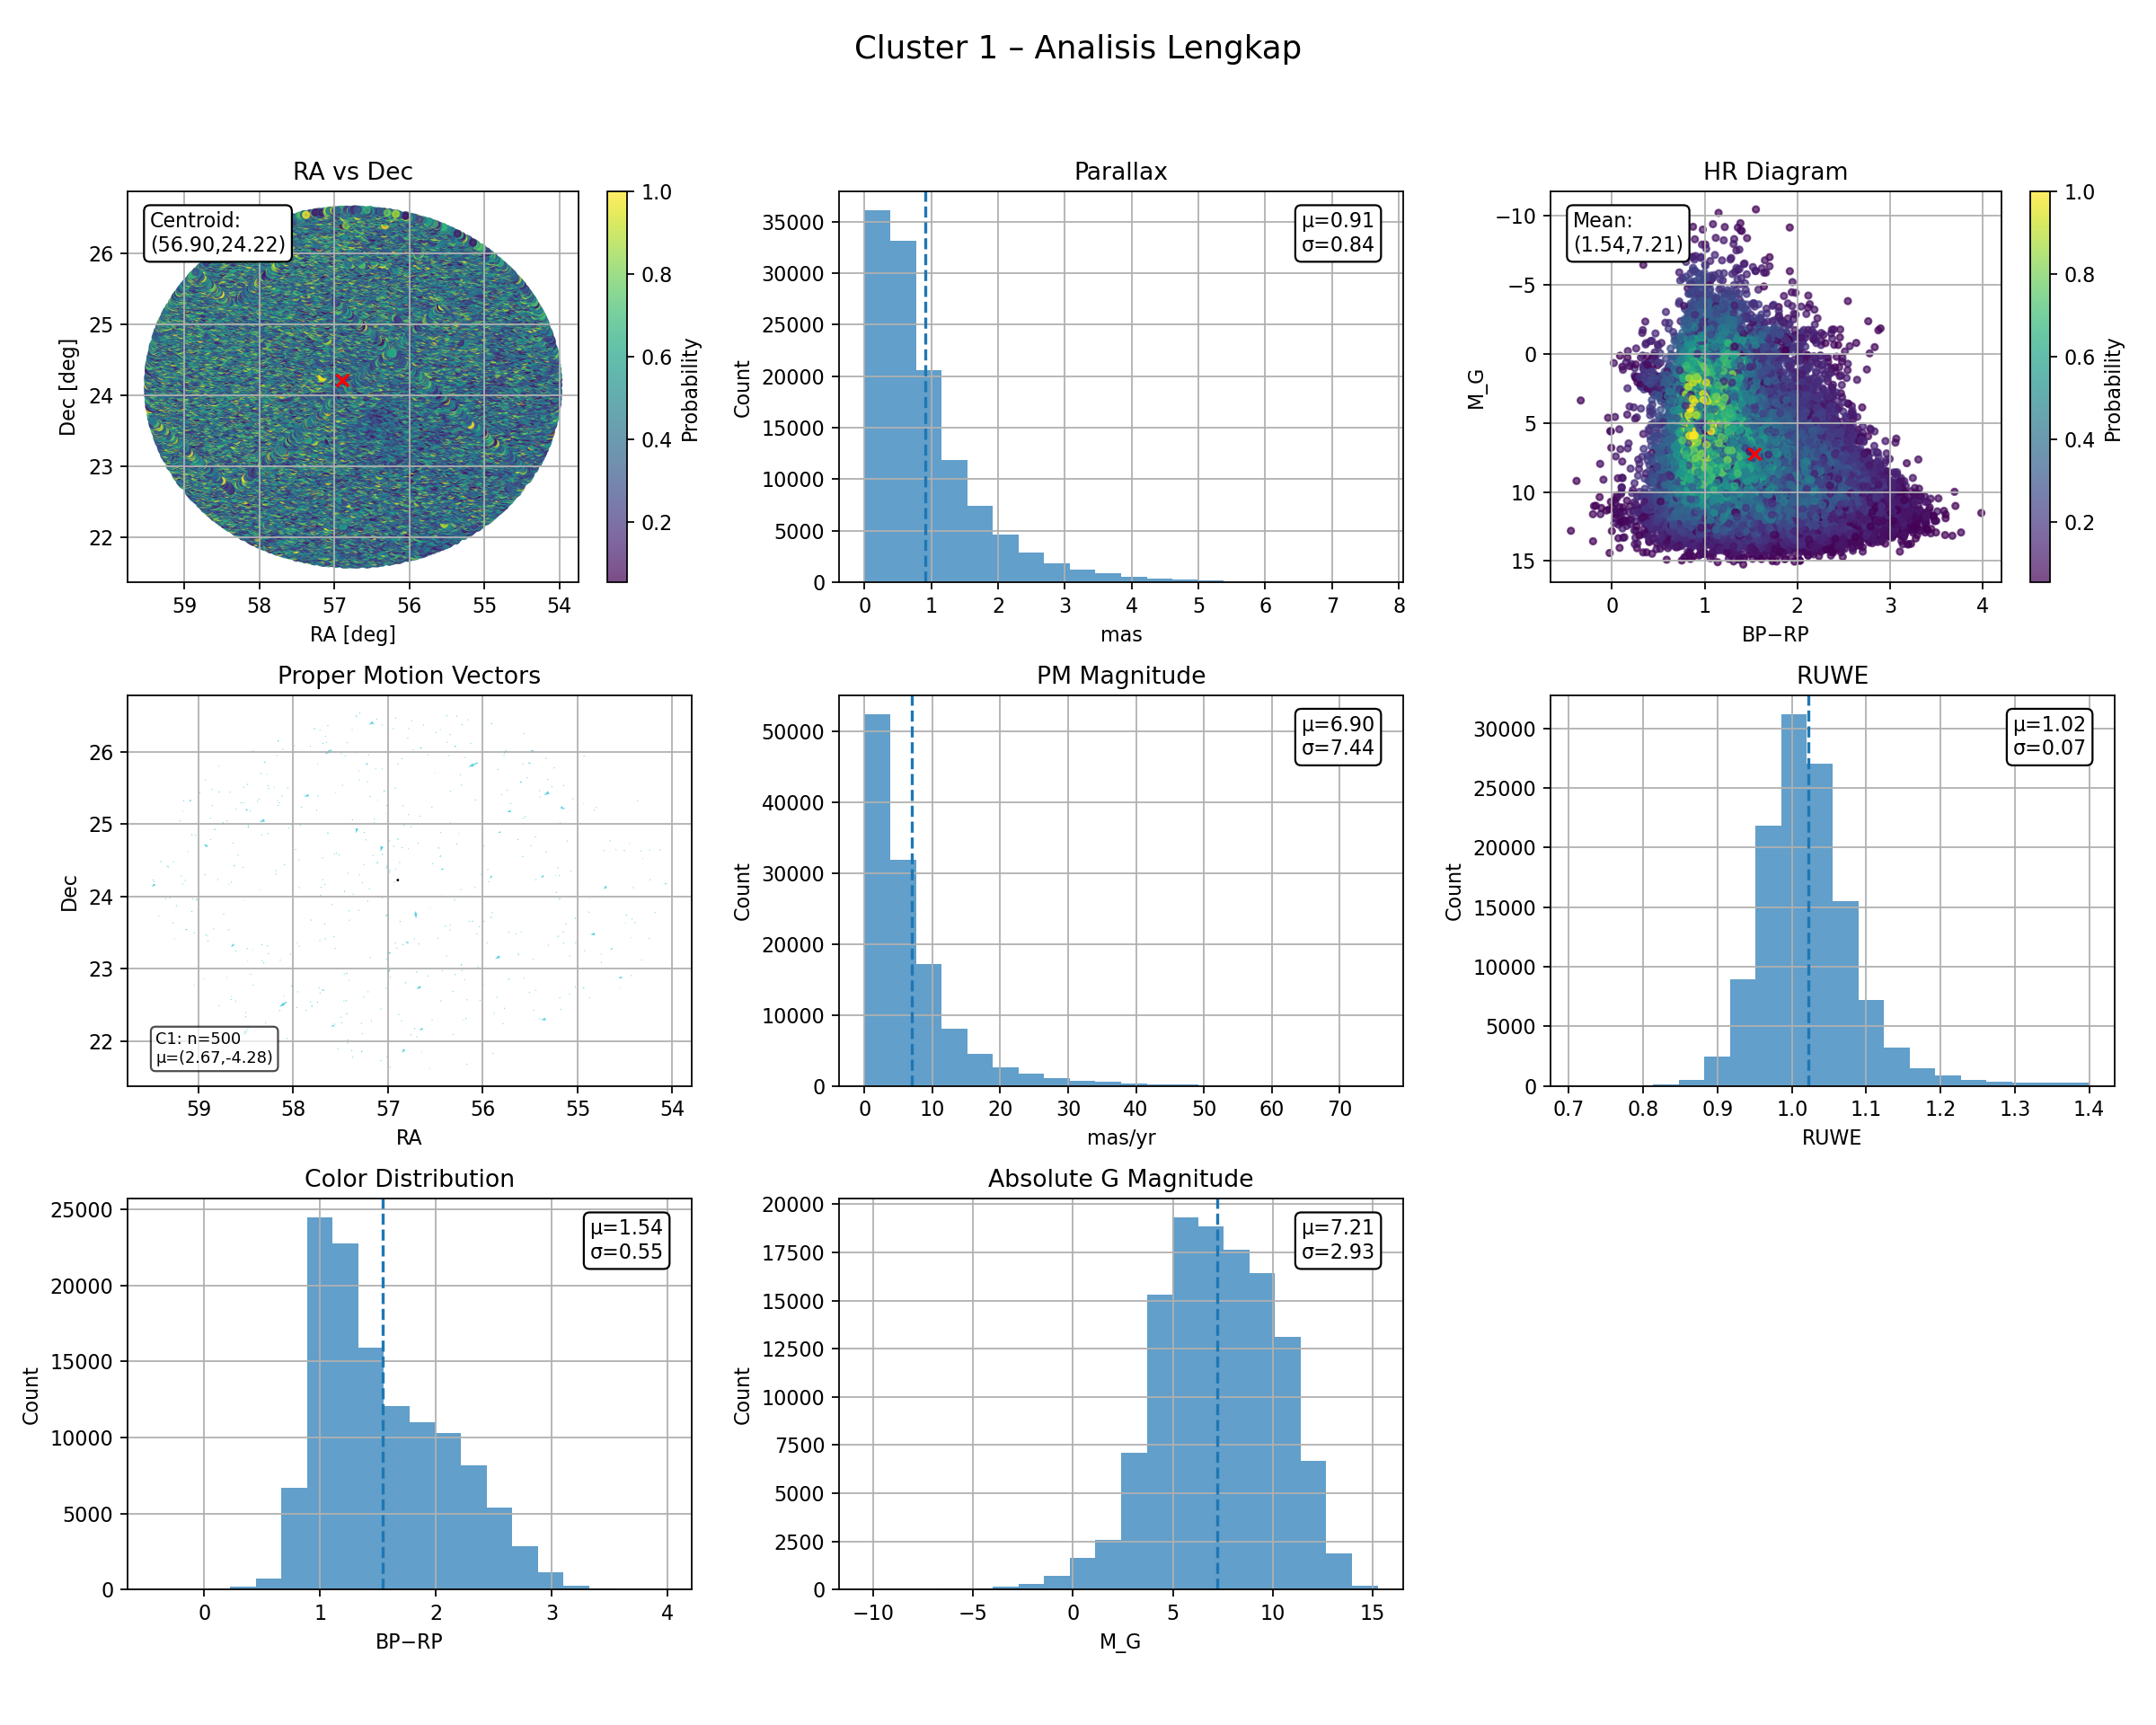 Cluster 1 – Analisis Lengkap
RA vs Dec
Centroid:
(56.90,24.22)
26
25
24
23
22
59
58
57
56
55
54
Dec [deg]
RA [deg]
1.0
0.8
0.6
0.4
0.2
Probability
Parallax
μ=0.91
σ=0.84
35000
30000
25000
20000
15000
10000
5000
0
0
1
2
3
4
5
6
7
8
Count
mas
HR Diagram
Mean:
(1.54,7.21)
−10
−5
0
5
10
15
0
1
2
3
4
M_G
BP−RP
1.0
0.8
0.6
0.4
0.2
Probability
Proper Motion Vectors
26
25
24
23
22
C1: n=500
μ=(2.67,-4.28)
59
58
57
56
55
54
Dec
RA
PM Magnitude
μ=6.90
σ=7.44
50000
40000
30000
20000
10000
0
0
10
20
30
40
50
60
70
Count
mas/yr
RUWE
μ=1.02
σ=0.07
30000
25000
20000
15000
10000
5000
0
0.7
0.8
0.9
1.0
1.1
1.2
1.3
1.4
Count
RUWE
Color Distribution
μ=1.54
σ=0.55
25000
20000
15000
10000
5000
0
0
1
2
3
4
Count
BP−RP
Absolute G Magnitude
μ=7.21
σ=2.93
20000
17500
15000
12500
10000
7500
5000
2500
0
−10
−5
0
5
10
15
Count
M_G